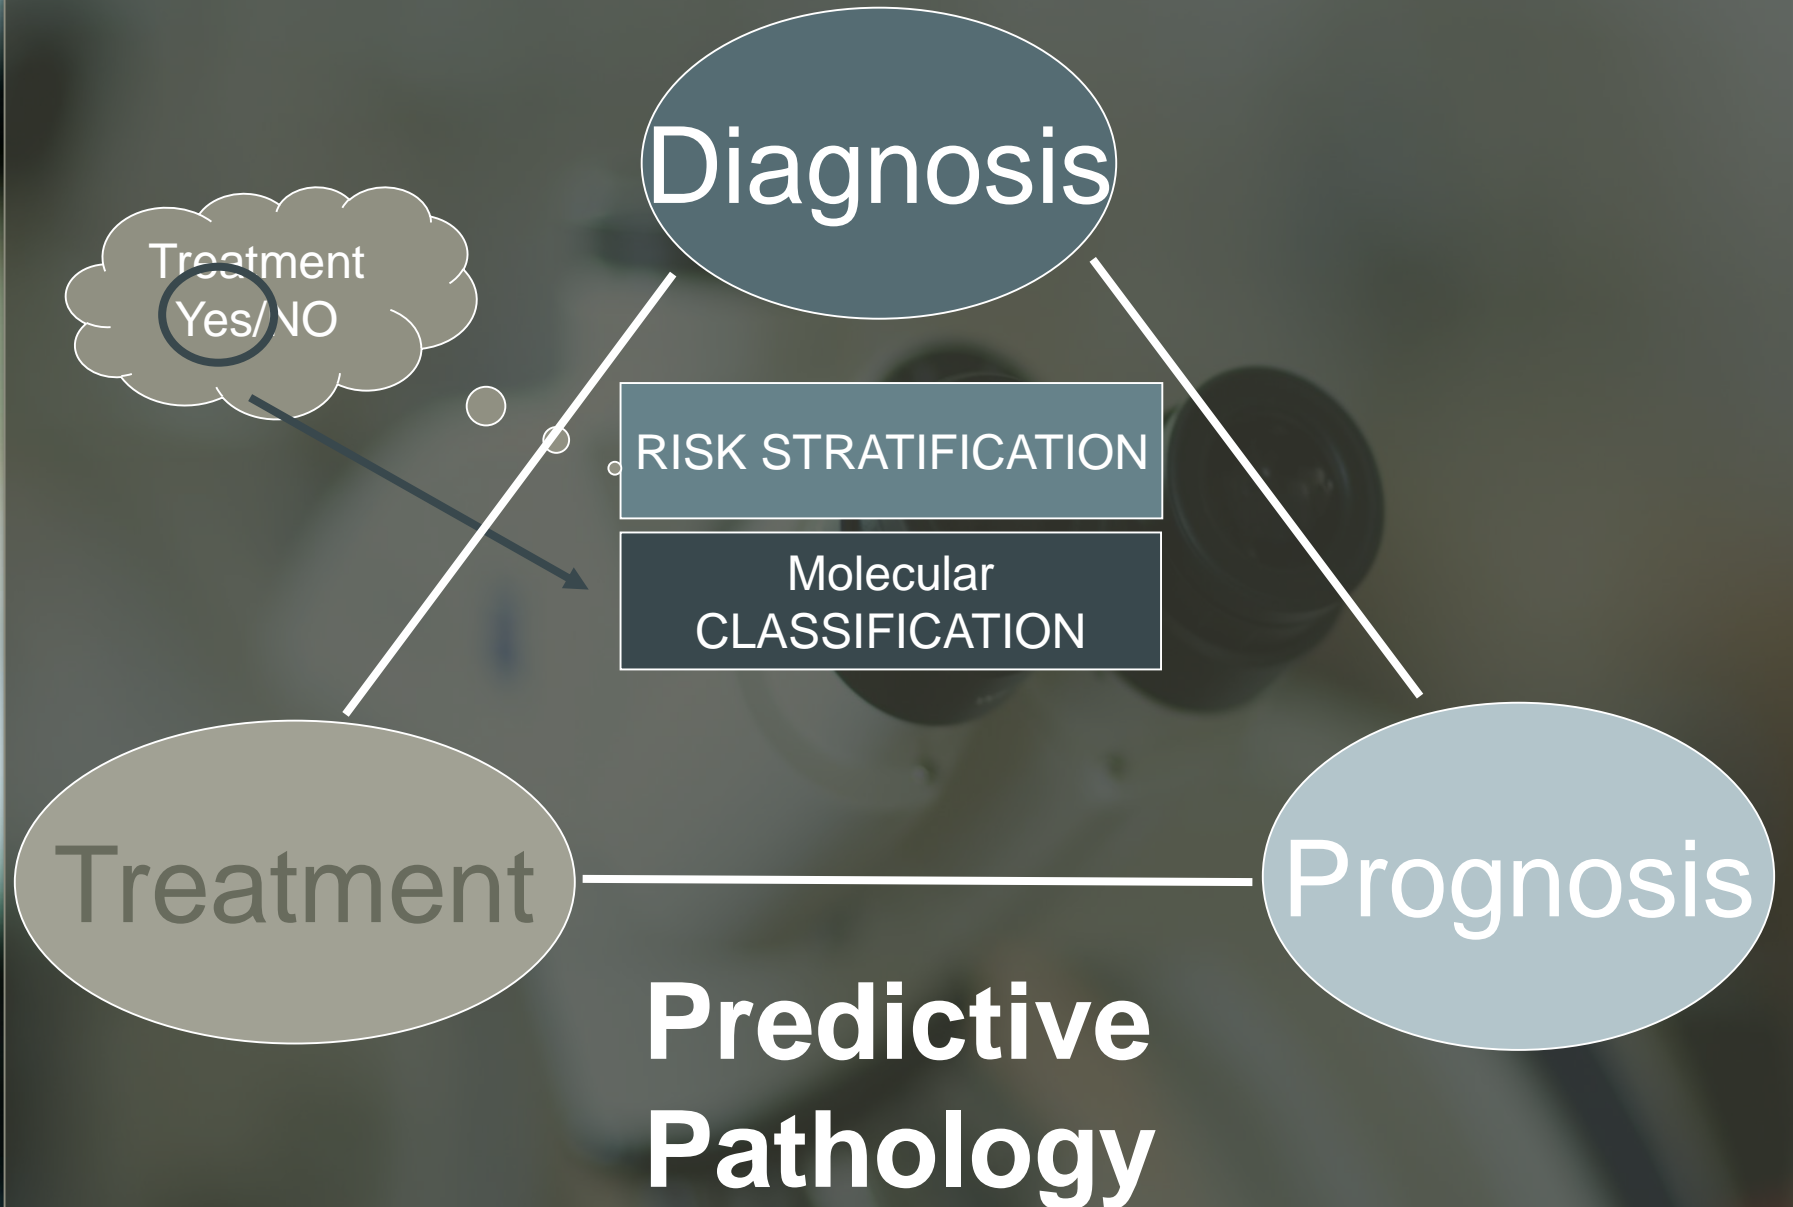 Diagnosis
Treatment
Yes/NO
RISK STRATIFICATION
Molecular
CLASSIFICATION
Treatment
Prognosis
Predictive
Pathology